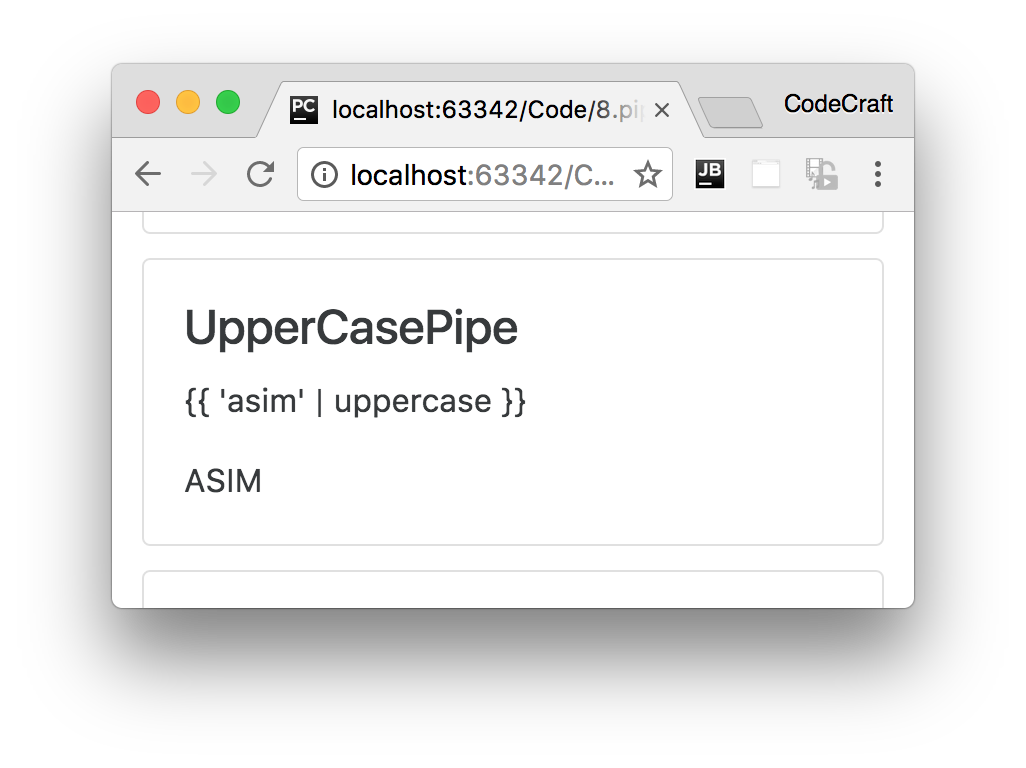 PC localhost:63342/Code/8.pi
CodeCraft
localhost:63342/C...
JB
UpperCasePipe
{{ 'asim' | uppercase }}
ASIM